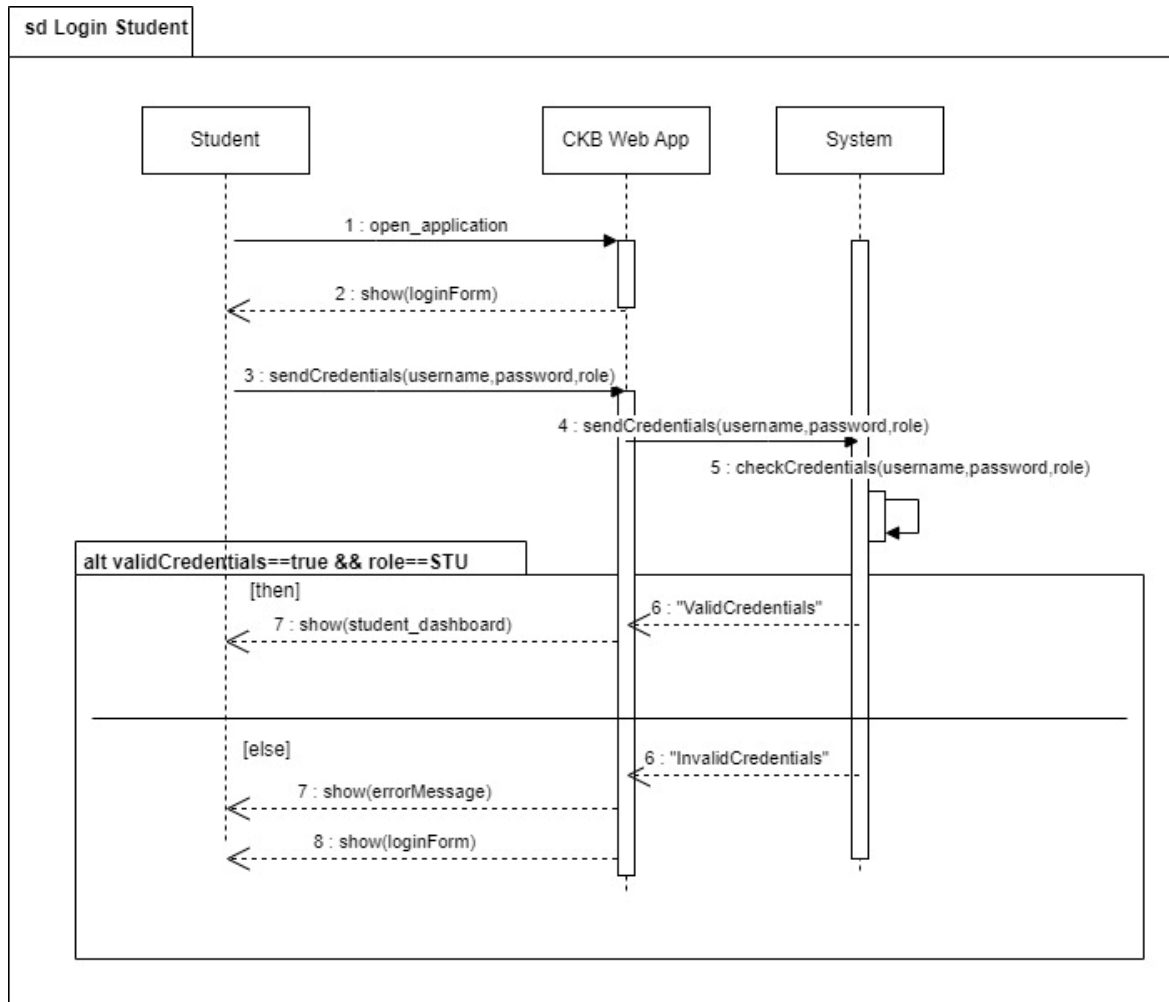 sd Login Student
Student
CKB Web App
System
1 : open_application
2 : show(loginForm)
3 : sendCredentials(username,password,role)
4 : sendCredentials(username,password,role)
5 : checkCredentials(username,password,role)
alt validCredentials==true && role==STU
[then]
6 : "ValidCredentials"
7 : show(student_dashboard)
[else]
6 : "InvalidCredentials"
7 : show(errorMessage)
8 : show(loginForm)